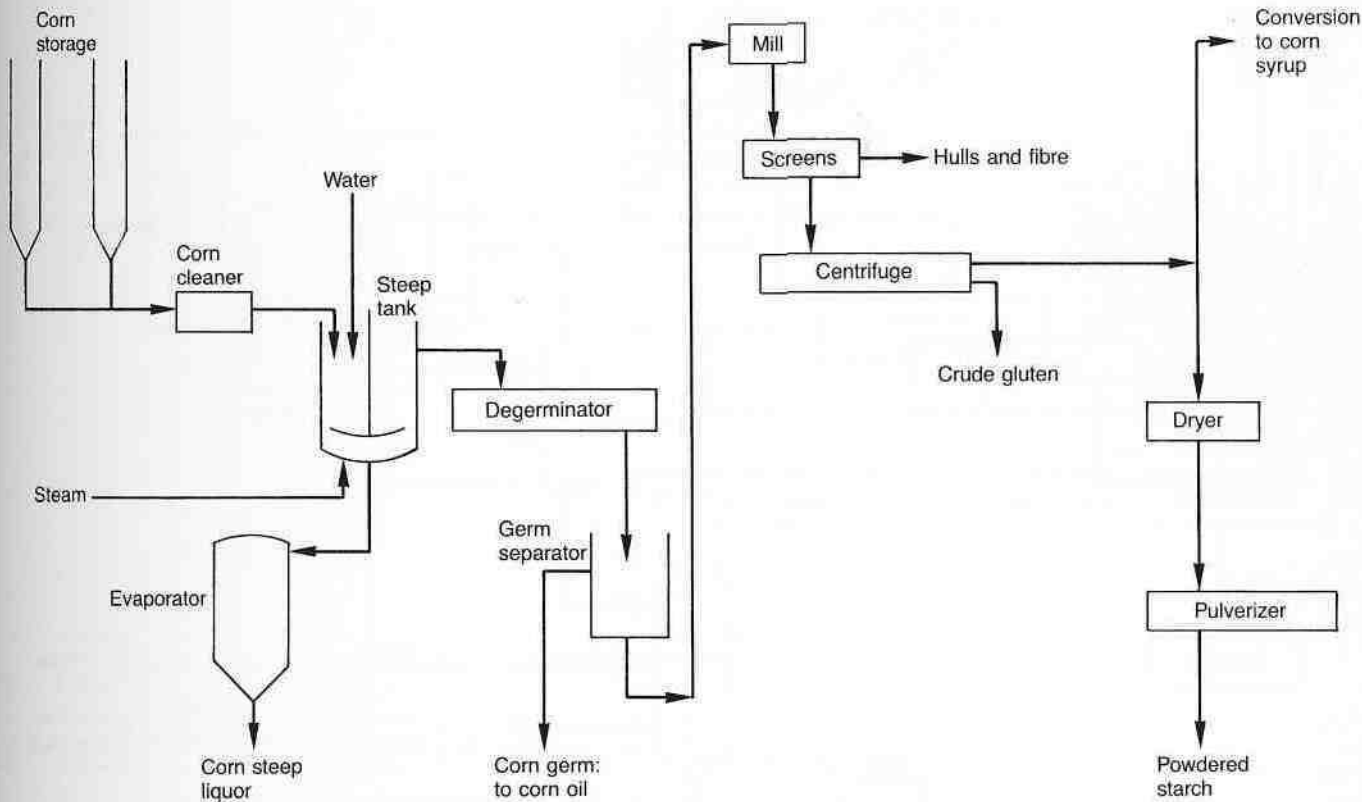 Corn
storage
Conversion
to corn
syrup
Mill
Screens
Hulls and fibre
Water
Corn
cleaner
Steep
tank
Centrifuge
Crude gluten
Degerminator
Dryer
Steam
Germ
separator
Evaporator
Pulverizer
Corn steep
liquor
Corn germ:
to corn oil
Powdered
starch